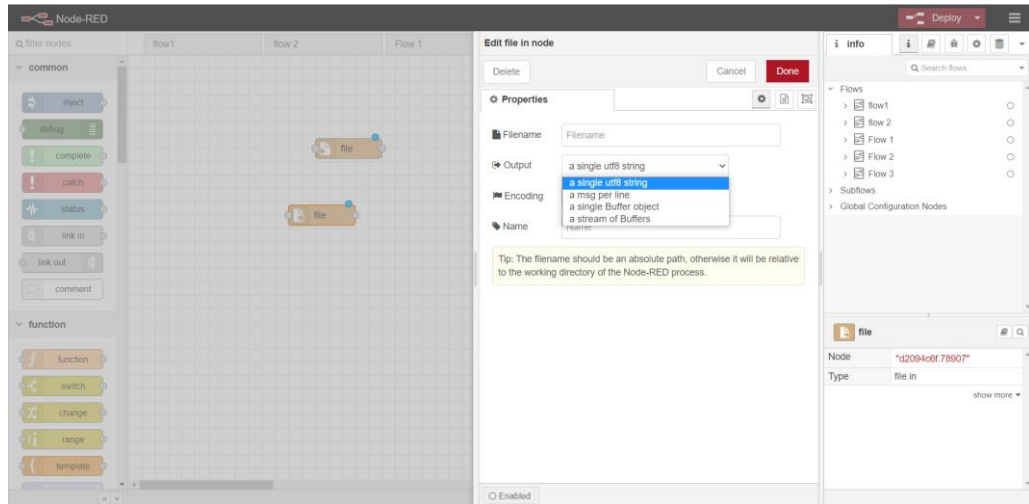 Node-RED
Deploy
filter nodes
common
inject
debug
complete
catch
status
link in
link out
comment
function
function
switch
change
range
template
flow1
flow 2
Flow 1
file
file
Edit file in node
Delete
Cancel
Done
Properties
Filename
Filename
Output
a single utf8 string
a single utf8 string
a msg per line
a single Buffer object
a stream of Buffers
Encoding
Name
Name
Tip: The filename should be an absolute path, otherwise it will be relative
to the working directory of the Node-RED process.
Enabled
i info
i
Search flows
Flows
flow1
flow 2
Flow 1
Flow 2
Flow 3
Subflows
Global Configuration Nodes
file
Node "d2094c6f.78907"
Type file in
show more